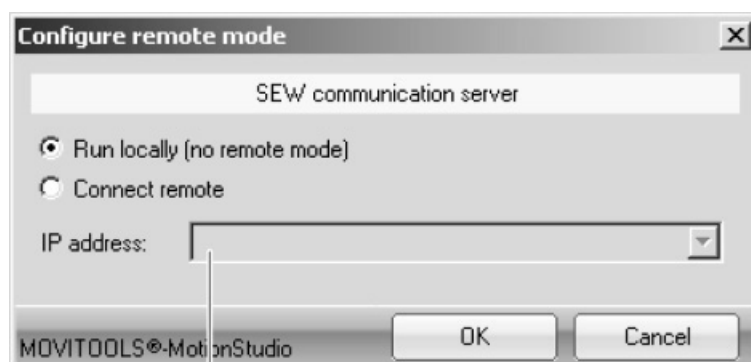 Configure remote mode
SEW communication server
Run locally (no remote mode)
Connect remote
IP address:
MOVITOOLS®-MotionStudio
OK
Cancel